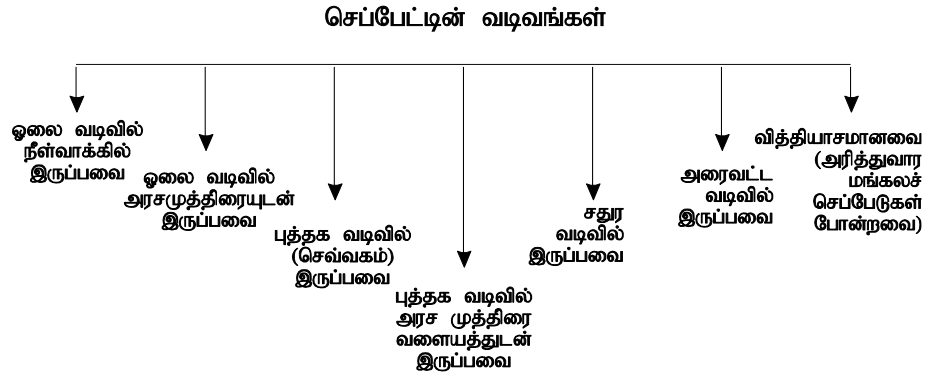 செப்பேட்டின் வடிவங்கள்
ஓலை வடிவில்
நீள்வாக்கில்
இருப்பவை
ஓலை வடிவில்
அரசமுத்திரையுடன்
இருப்பவை
புத்தக வடிவில்
(செவ்வகம்)
இருப்பவை
புத்தக வடிவில்
அரச முத்திரை
வளையத்துடன்
இருப்பவை
சதுர
வடிவில்
இருப்பவை
அரைவட்ட
வடிவில்
இருப்பவை
வித்தியாசமானவை
(அரித்துவார
மங்கலச்
செப்பேடுகள்
போன்றவை)